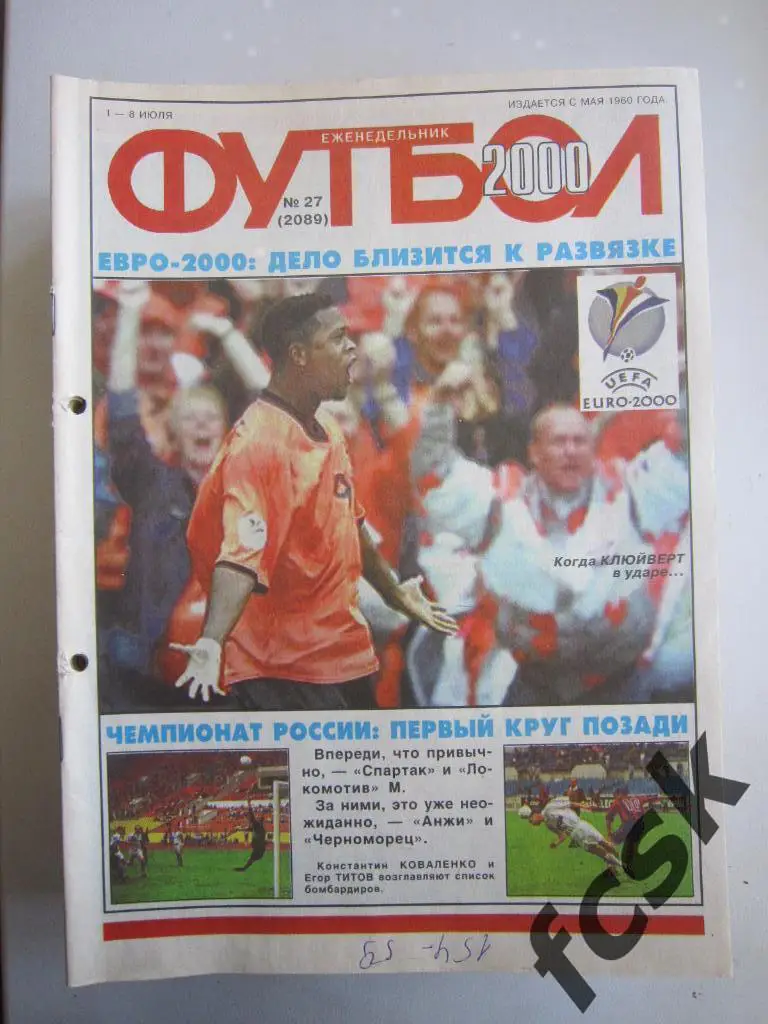 1 — 8 ИЮЛЯ
ИЗДАЕТСЯ С МАЯ 1960 ГОДА.
ЕЖЕНЕДЕЛЬНИК
ФУТБОЛ
2000
№ 27
(2089)
ЕВРО-2000: ДЕЛО БЛИЗИТСЯ К РАЗВЯЗКЕ
UEFA
EURO-2000
Когда КЛЮЙВЕРТ
в ударе...
ЧЕМПИОНАТ РОССИИ: ПЕРВЫЙ КРУГ ПОЗАДИ
Впереди, что привыч-
но, — «Спартак» и «Ло-
комотив» М.
За ними, это уже нео-
жиданно, — «Анжи» и
«Черноморец».
Константин КОВАЛЕНКО и
Егор ТИТОВ возглавляют список
бомбардиров.
fcsk